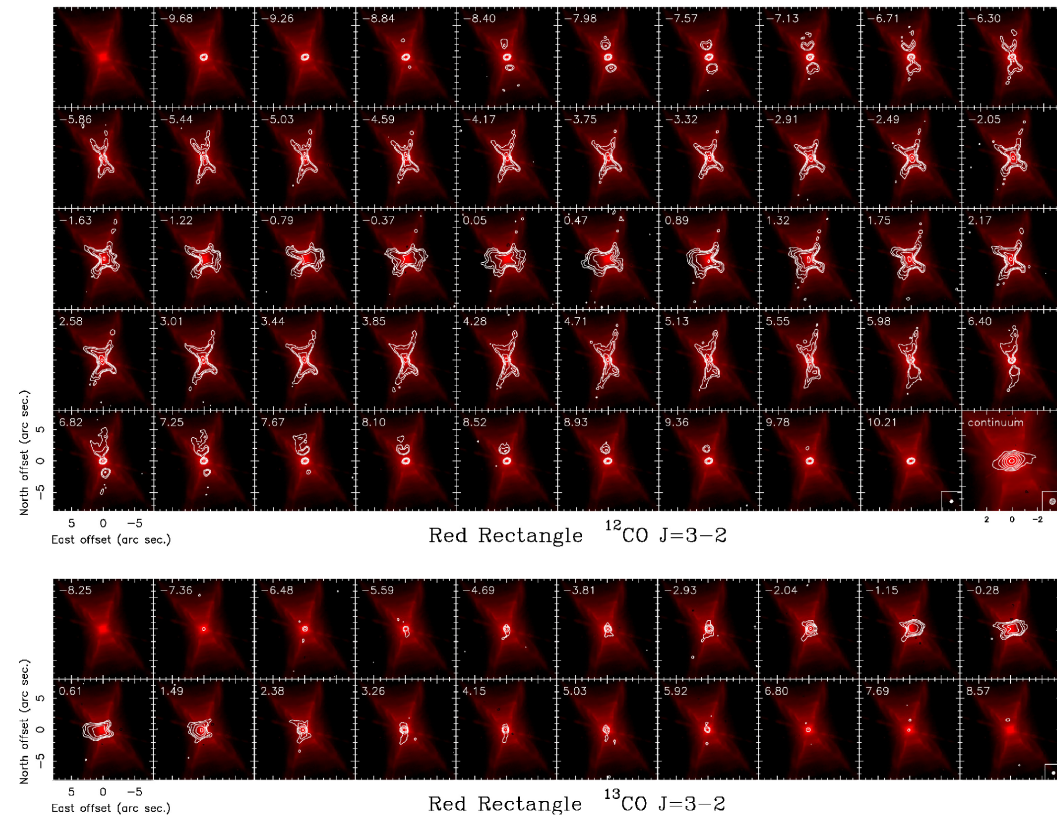 −9.68 −9.26 −8.84 −8.40 −7.98 −7.57 −7.13 −6.71 −6.30
−5.86 −5.44 −5.03 −4.59 −4.17 −3.75 −3.32 −2.91 −2.49 −2.05
−1.63 −1.22 −0.79 −0.37 0.05 0.47 0.89 1.32 1.75 2.17
2.58 3.01 3.44 3.85 4.28 4.71 5.13 5.55 5.98 6.40
6.82 7.25 7.67 8.10 8.52 8.93 9.36 9.78 10.21 continuum
North offset (arc sec.)
5
0
−5
5 0 −5
2 0 −2
East offset (arc sec.)
Red Rectangle ¹²CO J=3−2
−8.25 −7.36 −6.48 −5.59 −4.69 −3.81 −2.93 −2.04 −1.15 −0.28
0.61 1.49 2.38 3.26 4.15 5.03 5.92 6.80 7.69 8.57
North offset (arc sec.)
5
0
−5
5 0 −5
East offset (arc sec.)
Red Rectangle ¹³CO J=3−2